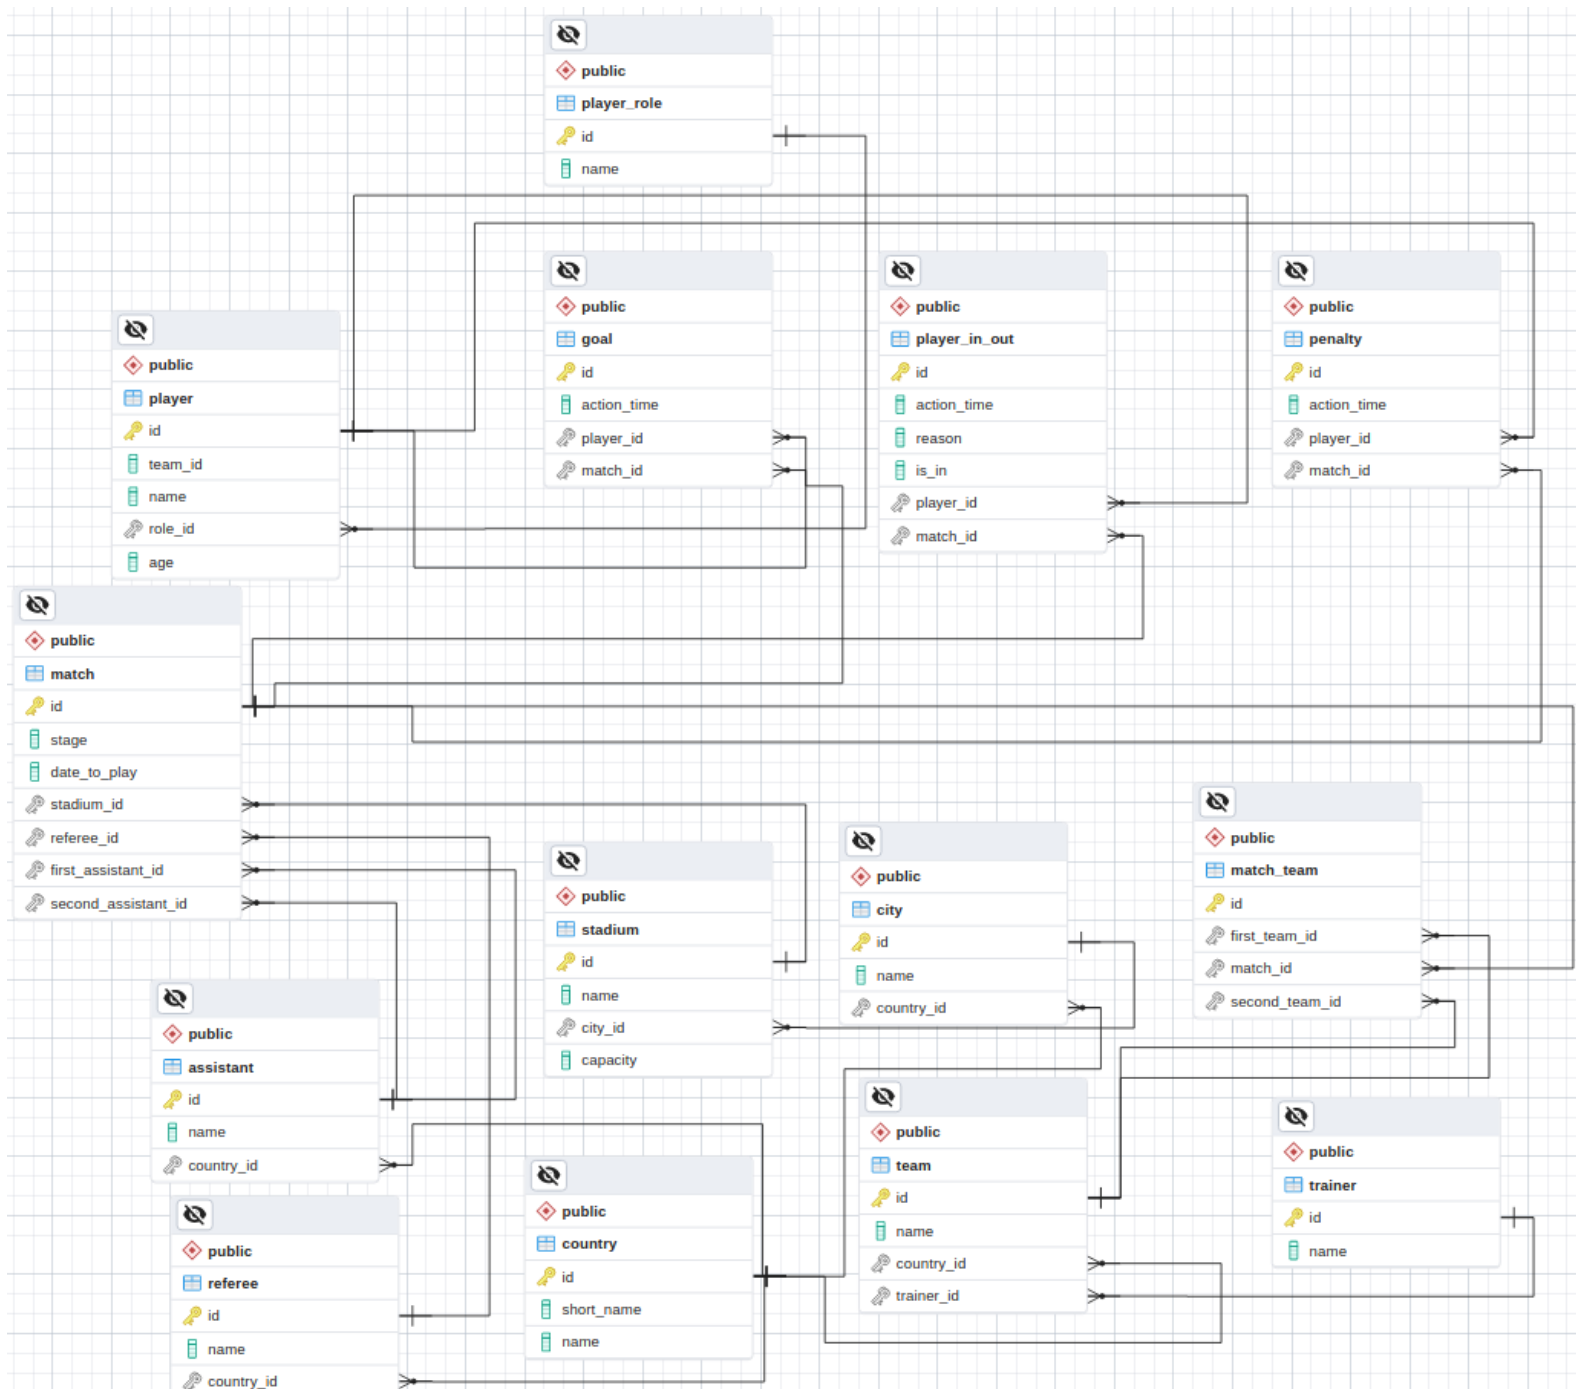 public
player_role
id
name
public
player
id
team_id
name
role_id
age
public
goal
id
action_time
player_id
match_id
public
player_in_out
id
action_time
reason
is_in
player_id
match_id
public
penalty
id
action_time
player_id
match_id
public
match
id
stage
date_to_play
stadium_id
referee_id
first_assistant_id
second_assistant_id
public
stadium
id
name
city_id
capacity
public
city
id
name
country_id
public
match_team
id
first_team_id
match_id
second_team_id
public
assistant
id
name
country_id
public
referee
id
name
country_id
public
country
id
short_name
name
public
team
id
name
country_id
trainer_id
public
trainer
id
name